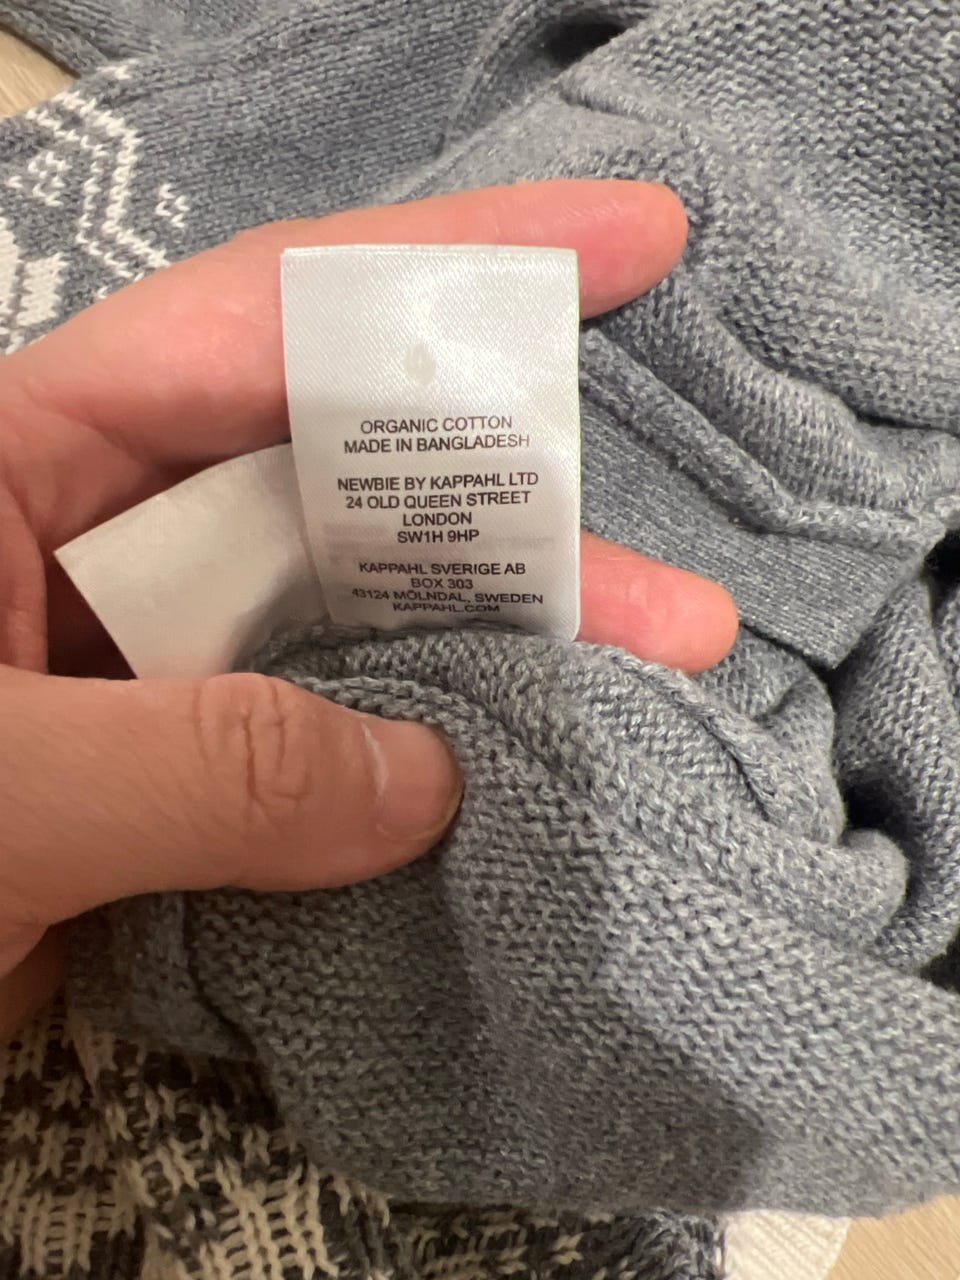 ORGANIC COTTON
MADE IN BANGLADESH
NEWBIE BY KAPPAHL LTD
24 OLD QUEEN STREET
LONDON
SW1H 9HP
KAPPAHL SVERIGE AB
BOX 303
43124 MÖLNDAL, SWEDEN
KAPPAHL.COM